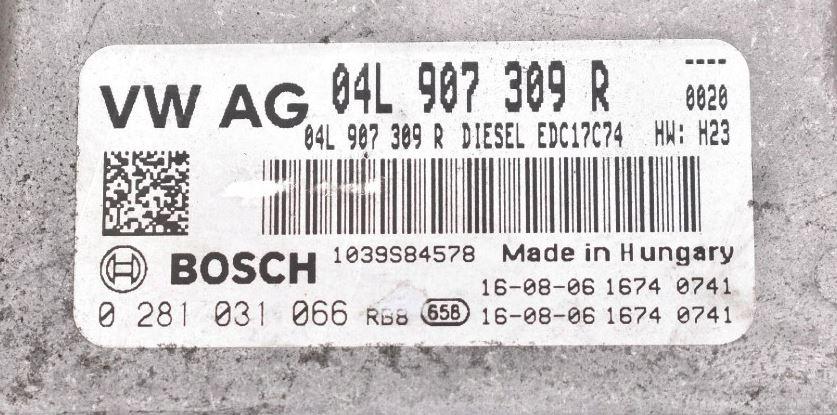 VW AG 04L 907 309 R ----
0020
04L 907 309 R DIESEL EDC17C74 HW: H23
1039S84578 Made in Hungary
BOSCH
16-08-06 1674 0741
0 281 031 066 RB8 658 16-08-06 1674 0741